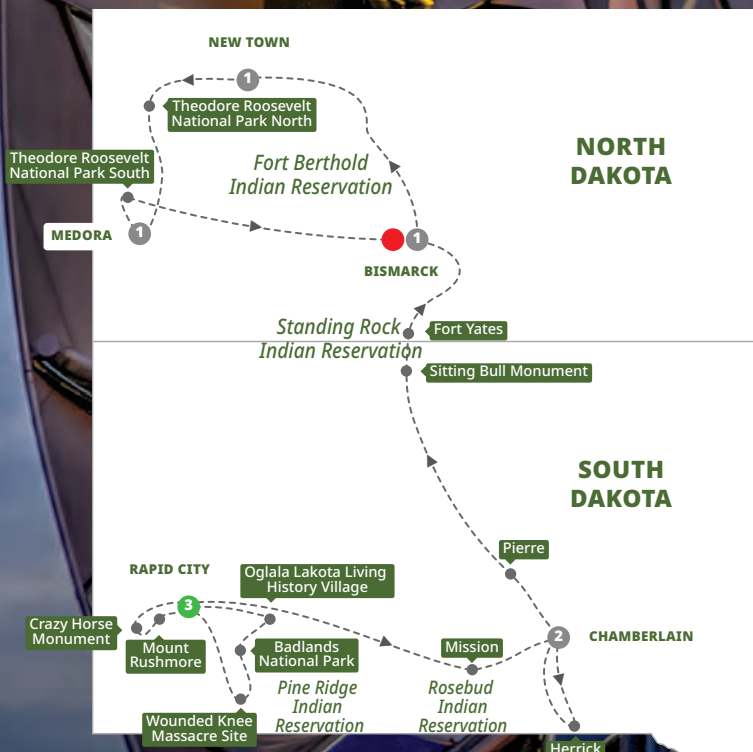 NEW TOWN
1
Theodore Roosevelt
National Park North
Theodore Roosevelt
National Park South
Fort Berthold
Indian Reservation
NORTH
DAKOTA
MEDORA
1
1
BISMARCK
Standing Rock
Indian Reservation
Fort Yates
Sitting Bull Monument
SOUTH
DAKOTA
Pierre
RAPID CITY
3
Oglala Lakota Living
History Village
Crazy Horse
Monument
Mount
Rushmore
Badlands
National Park
Mission
2
CHAMBERLAIN
Pine Ridge
Indian
Reservation
Rosebud
Indian
Reservation
Wounded Knee
Massacre Site
Herrick